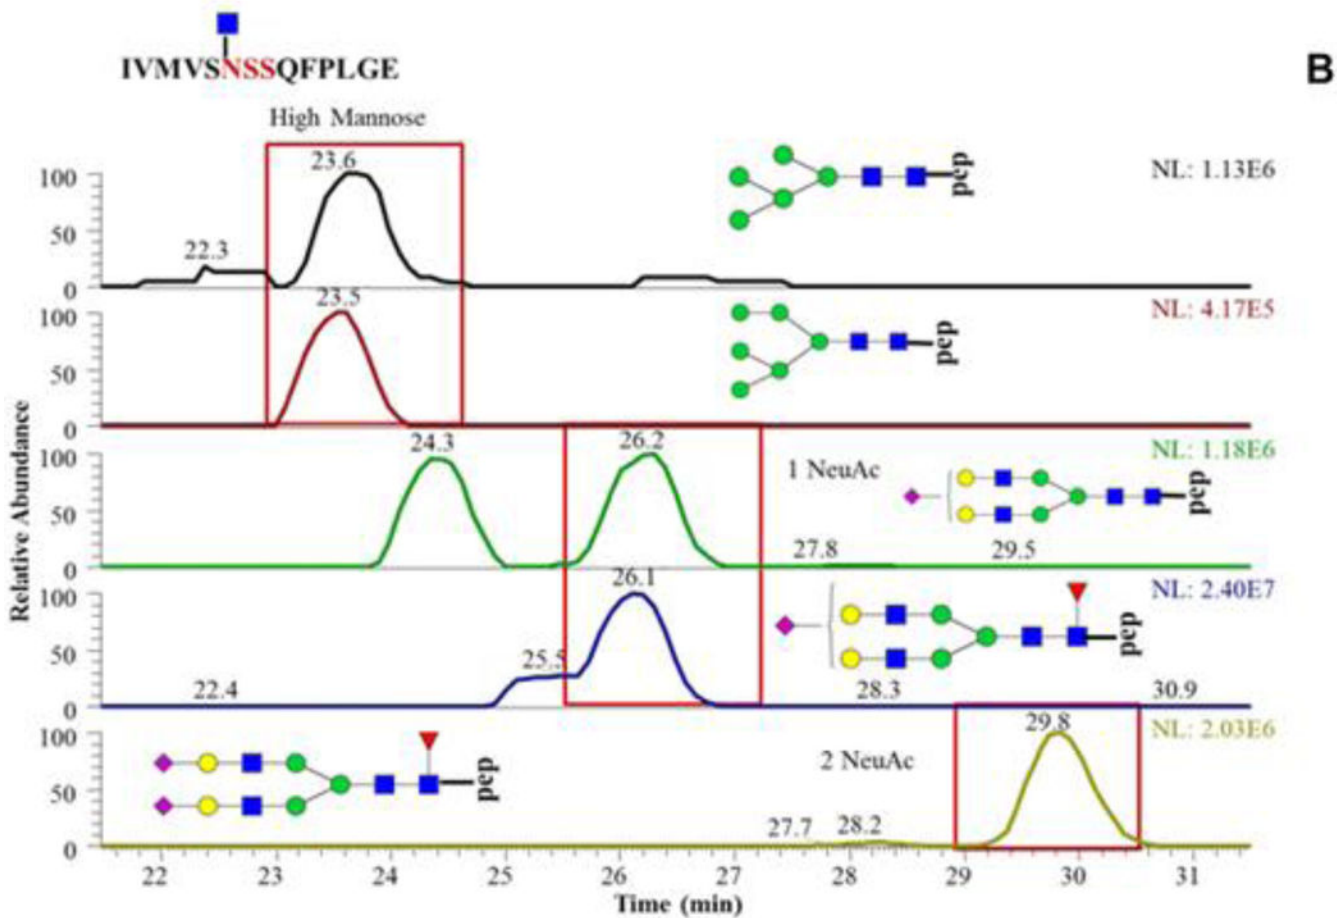 IVMVSNSSQFPLGE
B
High Mannose
23.6
22.3
pep
NL: 1.13E6
100
50
0
23.5
pep
NL: 4.17E5
100
50
0
24.3
26.2
1 NeuAc
pep
NL: 1.18E6
27.8
29.5
100
50
0
26.1
25.5
22.4
28.3
30.9
pep
NL: 2.40E7
100
50
0
29.8
2 NeuAc
pep
NL: 2.03E6
27.7
28.2
100
50
0
Relative Abundance
22 23 24 25 26 27 28 29 30 31
Time (min)